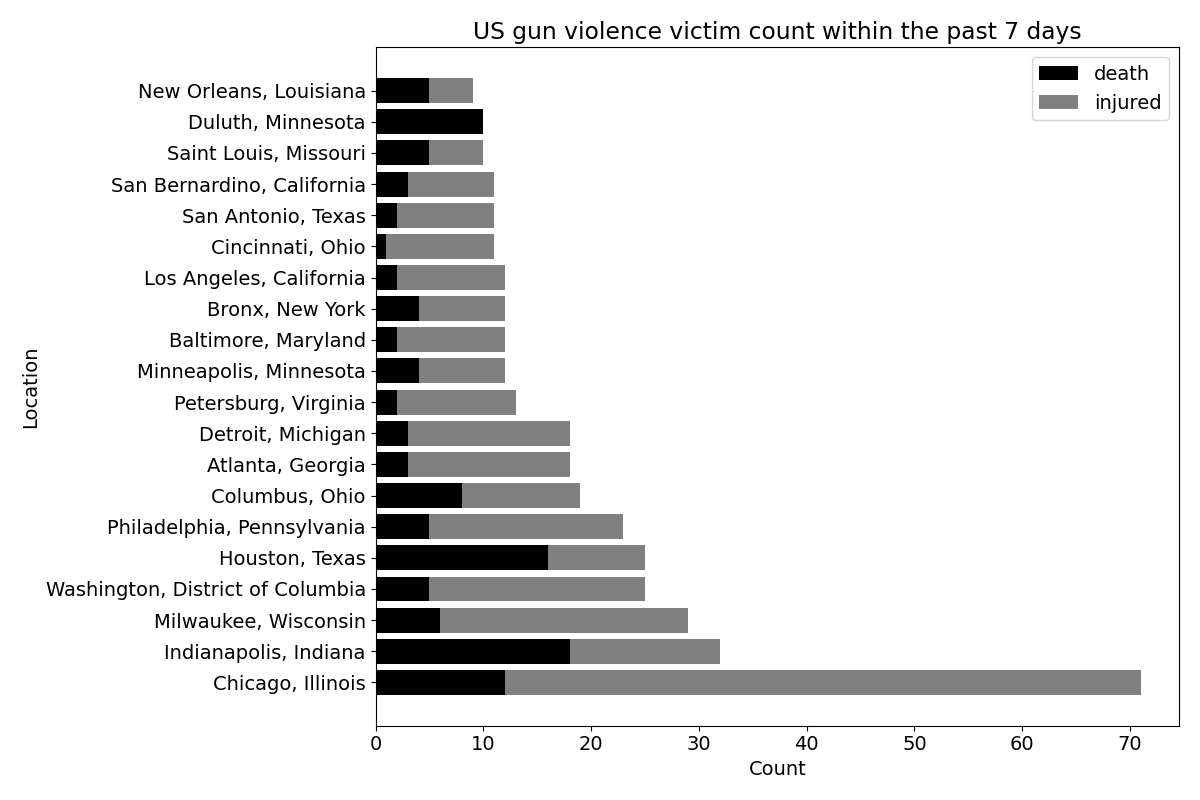 US gun violence victim count within the past 7 days
death
injured
New Orleans, Louisiana
Duluth, Minnesota
Saint Louis, Missouri
San Bernardino, California
San Antonio, Texas
Cincinnati, Ohio
Los Angeles, California
Bronx, New York
Baltimore, Maryland
Minneapolis, Minnesota
Petersburg, Virginia
Detroit, Michigan
Atlanta, Georgia
Columbus, Ohio
Philadelphia, Pennsylvania
Houston, Texas
Washington, District of Columbia
Milwaukee, Wisconsin
Indianapolis, Indiana
Chicago, Illinois
Location
0 10 20 30 40 50 60 70
Count